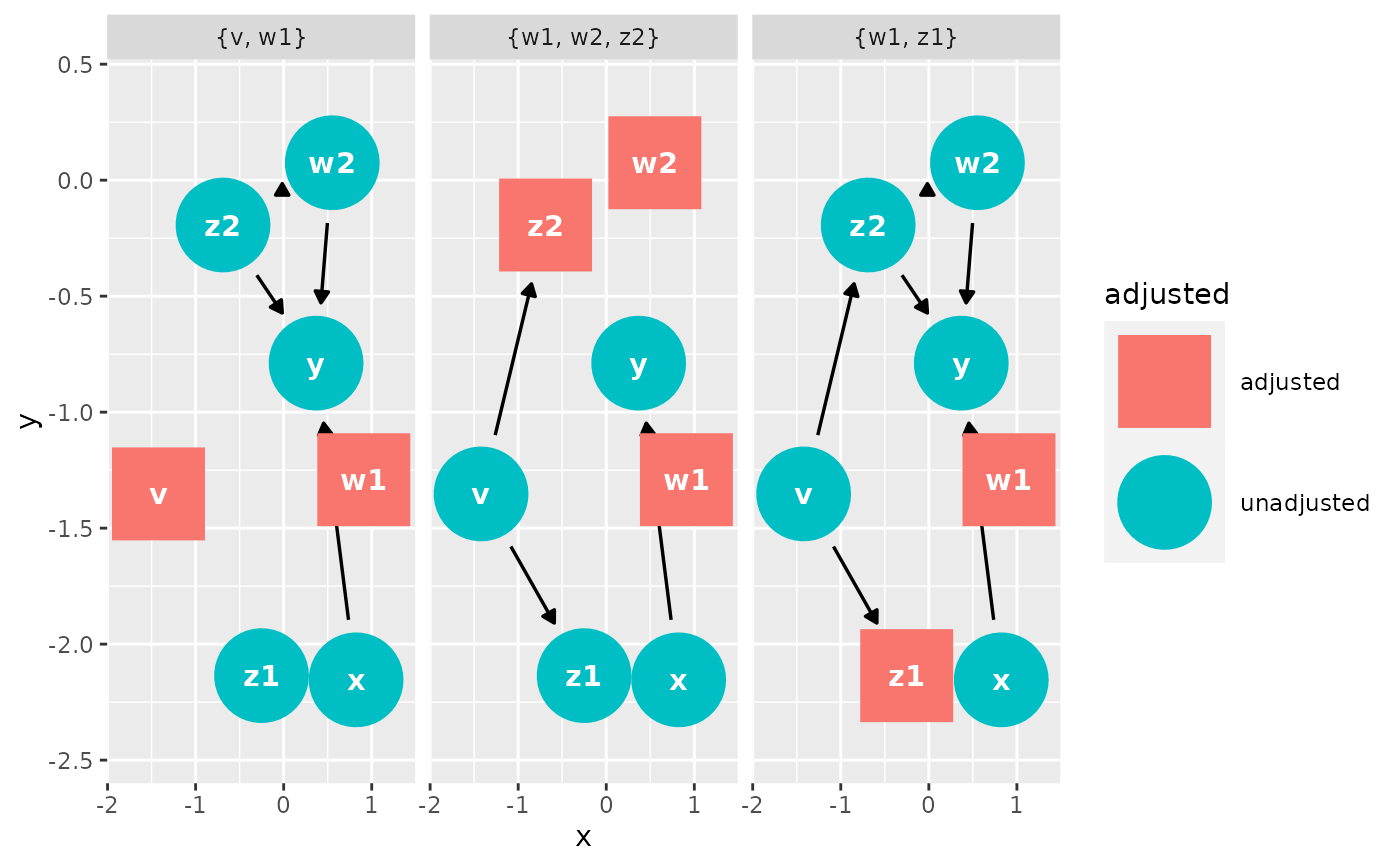 {v, w1}
{w1, w2, z2}
{w1, z1}
0.5
0.0
-0.5
-1.0
-1.5
-2.0
-2.5
y
w2
z2
y
w1
v
z1
x
w2
z2
y
w1
v
z1
x
w2
z2
y
w1
v
z1
x
-2 -1 0 1
-2 -1 0 1
-2 -1 0 1
x
adjusted
adjusted
unadjusted